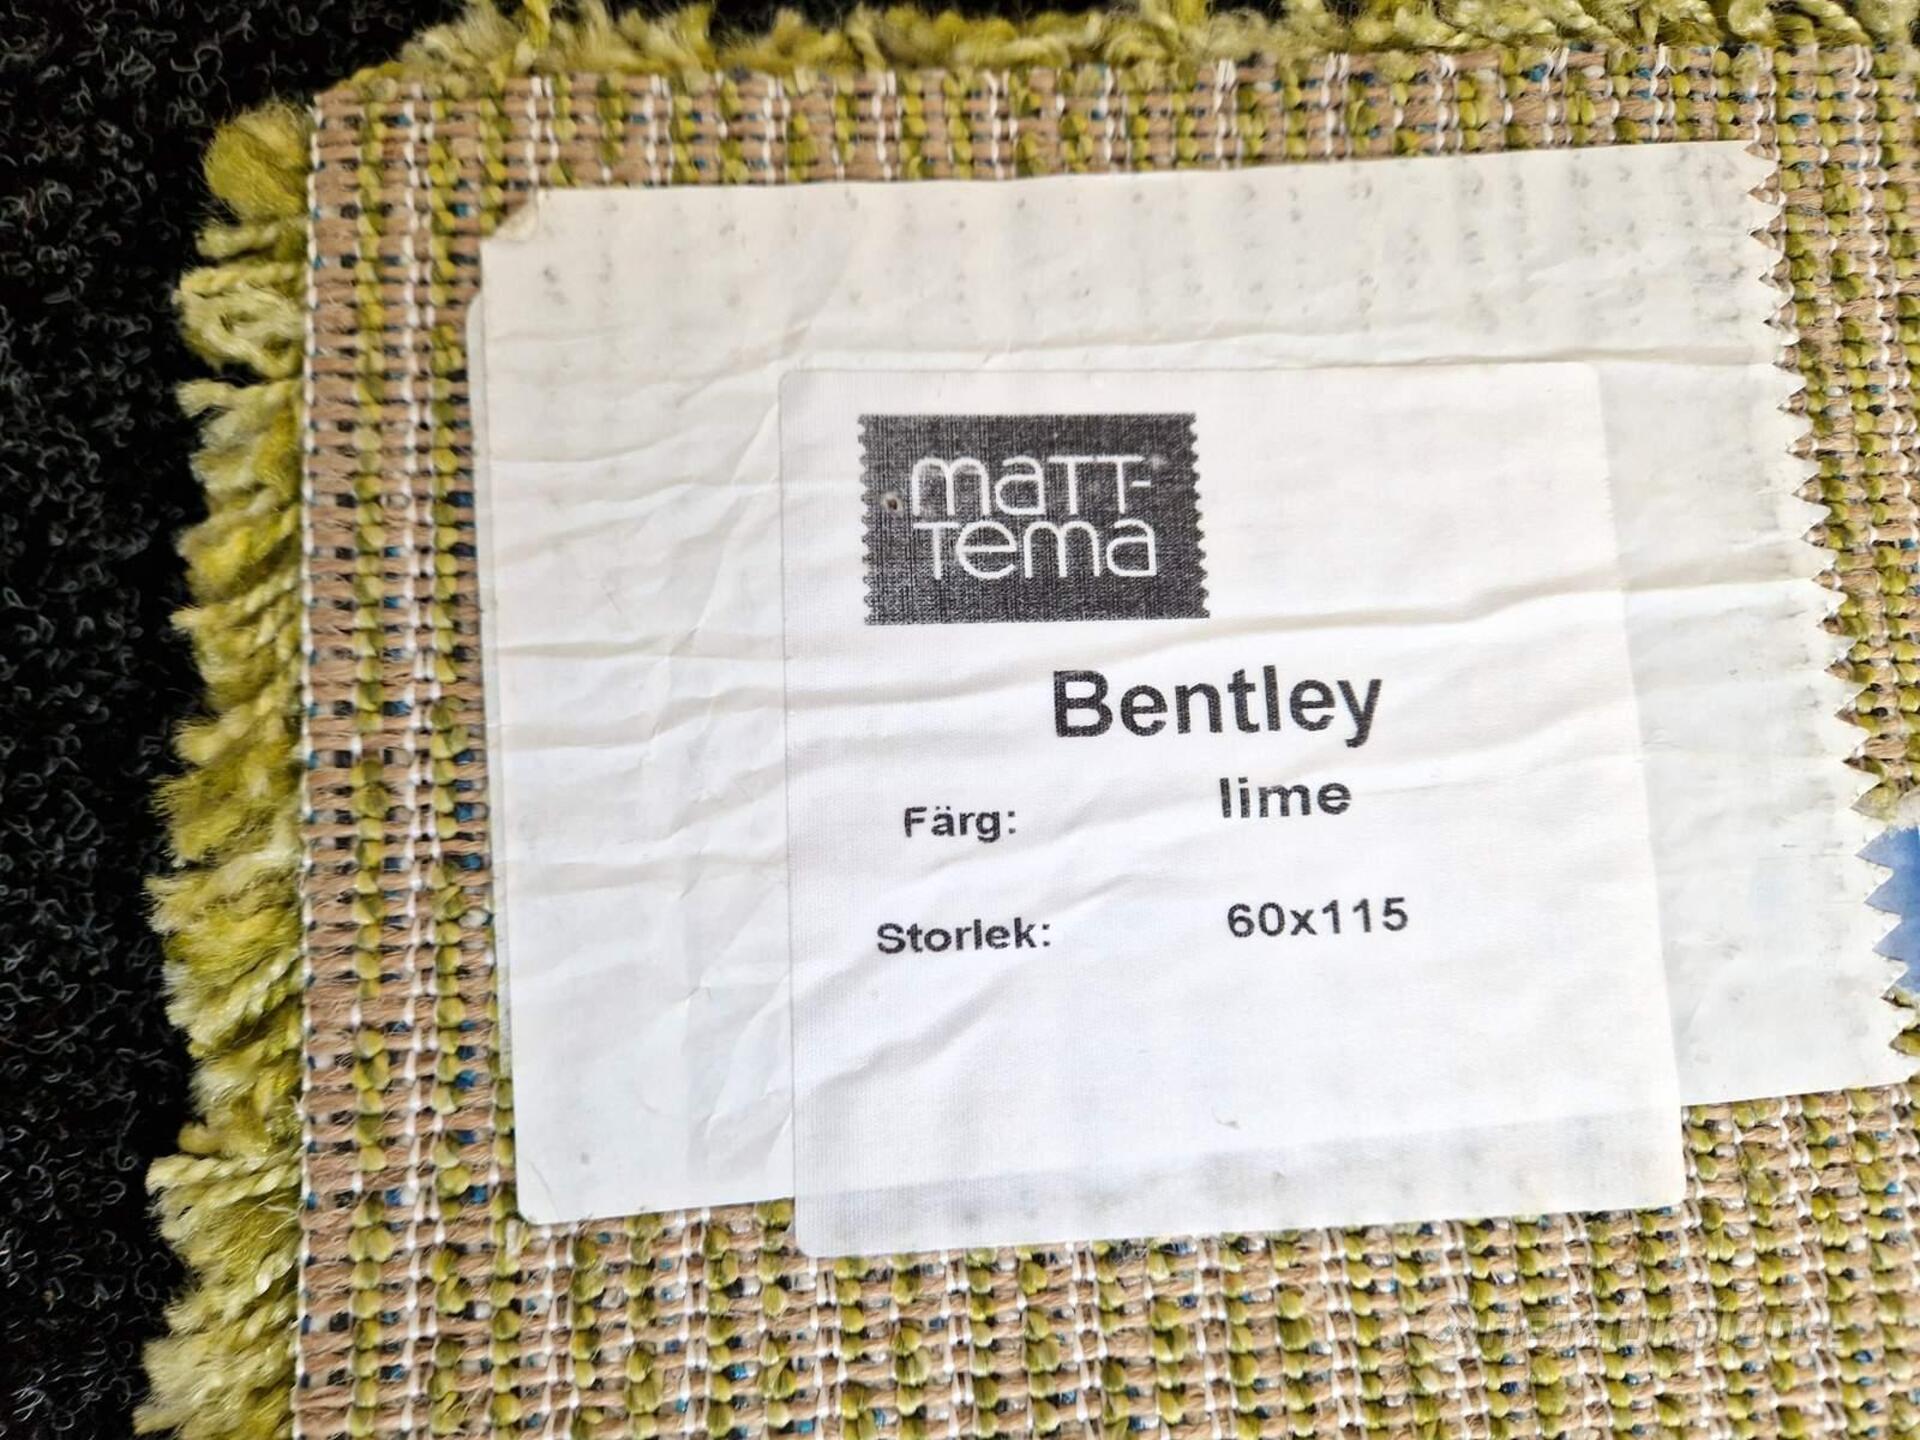 maTT-
Tema
Bentley
Färg: lime
Storlek: 60x115